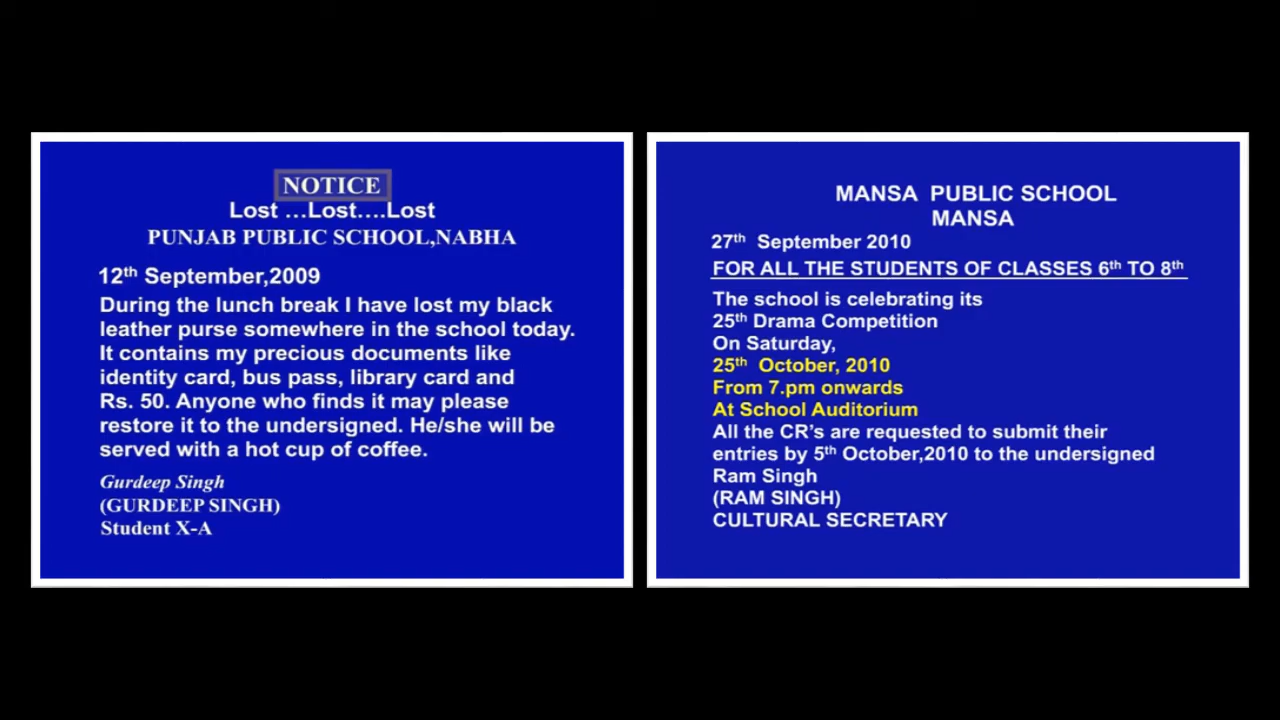 NOTICE
Lost ...Lost....Lost
PUNJAB PUBLIC SCHOOL,NABHA
12th September,2009
During the lunch break I have lost my black
leather purse somewhere in the school today.
It contains my precious documents like
identity card, bus pass, library card and
Rs. 50. Anyone who finds it may please
restore it to the undersigned. He/she will be
served with a hot cup of coffee.
Gurdeep Singh
(GURDEEP SINGH)
Student X-A
MANSA PUBLIC SCHOOL
MANSA
27th September 2010
FOR ALL THE STUDENTS OF CLASSES 6th TO 8th
The school is celebrating its
25th Drama Competition
On Saturday,
25th October, 2010
From 7.pm onwards
At School Auditorium
All the CR's are requested to submit their
entries by 5th October,2010 to the undersigned
Ram Singh
(RAM SINGH)
CULTURAL SECRETARY